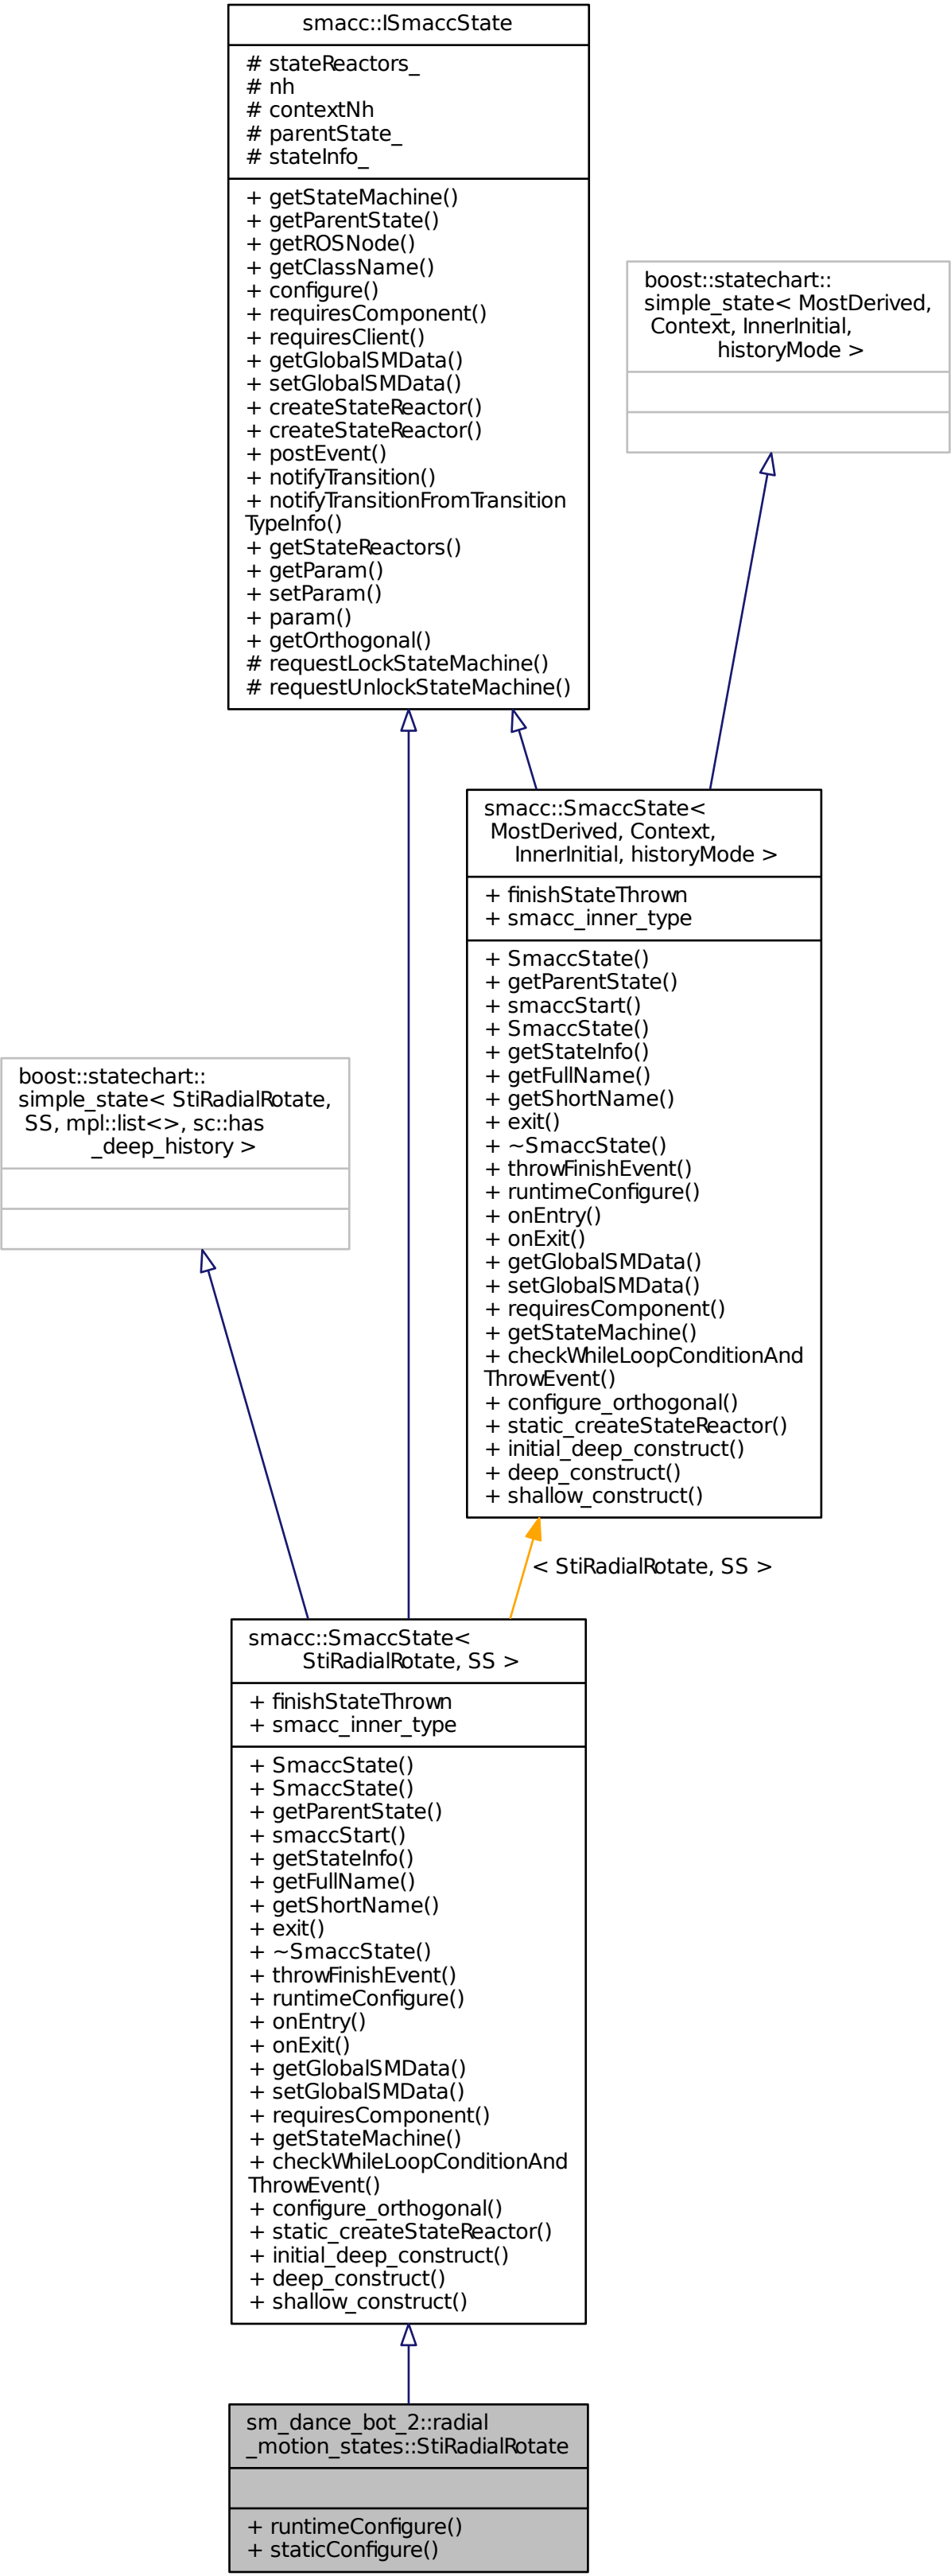 smacc::ISmaccState
# stateReactors_
# nh
# contextNh
# parentState_
# stateInfo_
+ getStateMachine()
+ getParentState()
+ getROSNode()
+ getClassName()
+ configure()
+ requiresComponent()
+ requiresClient()
+ getGlobalSMData()
+ setGlobalSMData()
+ createStateReactor()
+ createStateReactor()
+ postEvent()
+ notifyTransition()
+ notifyTransitionFromTransition
TypeInfo()
+ getStateReactors()
+ getParam()
+ setParam()
+ param()
+ getOrthogonal()
# requestLockStateMachine()
# requestUnlockStateMachine()
boost::statechart::
simple_state< MostDerived,
Context, InnerInitial,
historyMode >
smacc::SmaccState<
MostDerived, Context,
InnerInitial, historyMode >
+ finishStateThrown
+ smacc_inner_type
+ SmaccState()
+ getParentState()
+ smaccStart()
+ SmaccState()
+ getStateInfo()
+ getFullName()
+ getShortName()
+ exit()
+ ~SmaccState()
+ throwFinishEvent()
+ runtimeConfigure()
+ onEntry()
+ onExit()
+ getGlobalSMData()
+ setGlobalSMData()
+ requiresComponent()
+ getStateMachine()
+ checkWhileLoopConditionAnd
ThrowEvent()
+ configure_orthogonal()
+ static_createStateReactor()
+ initial_deep_construct()
+ deep_construct()
+ shallow_construct()
boost::statechart::
simple_state< StiRadialRotate,
SS, mpl::list<>, sc::has
_deep_history >
< StiRadialRotate, SS >
smacc::SmaccState<
StiRadialRotate, SS >
+ finishStateThrown
+ smacc_inner_type
+ SmaccState()
+ SmaccState()
+ getParentState()
+ smaccStart()
+ getStateInfo()
+ getFullName()
+ getShortName()
+ exit()
+ ~SmaccState()
+ throwFinishEvent()
+ runtimeConfigure()
+ onEntry()
+ onExit()
+ getGlobalSMData()
+ setGlobalSMData()
+ requiresComponent()
+ getStateMachine()
+ checkWhileLoopConditionAnd
ThrowEvent()
+ configure_orthogonal()
+ static_createStateReactor()
+ initial_deep_construct()
+ deep_construct()
+ shallow_construct()
sm_dance_bot_2::radial
_motion_states::StiRadialRotate
+ runtimeConfigure()
+ staticConfigure()